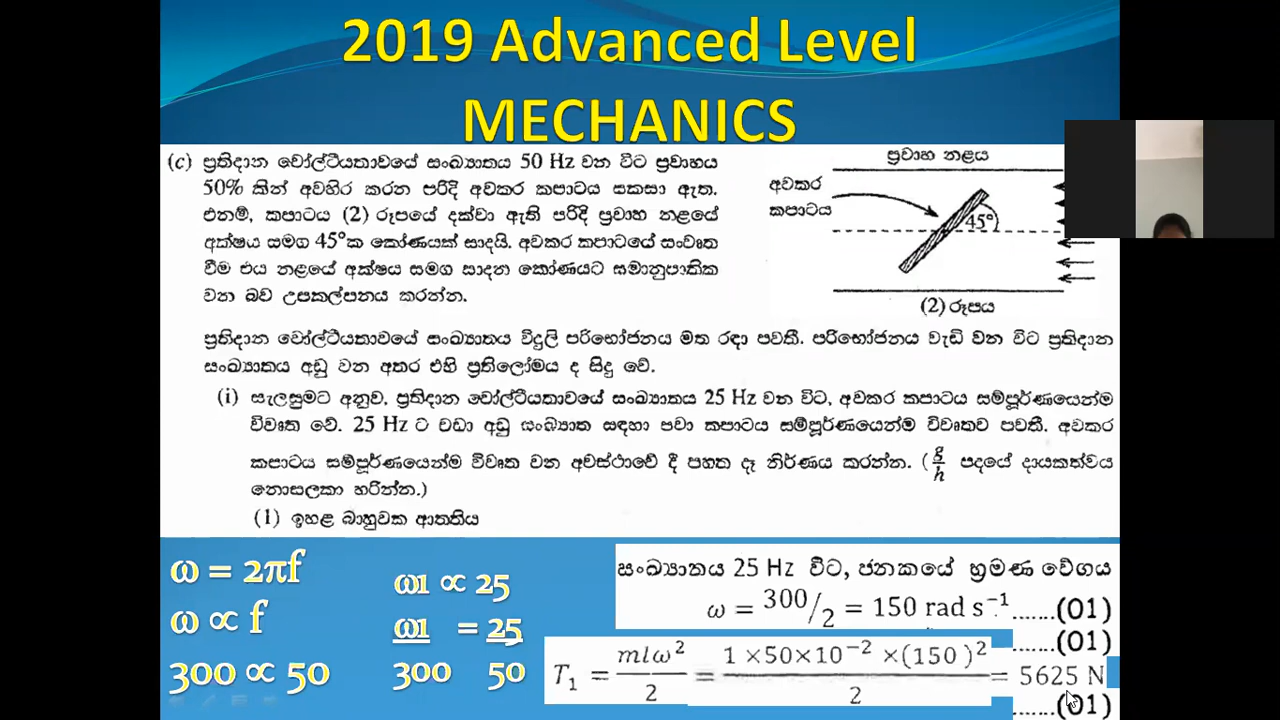 2019 Advanced Level
MECHANICS
(c) ප්‍රතිදාන වෝල්ටීයතාවයේ සංඛ්‍යාතය 50 Hz වන විට ප්‍රවාහය
50% කින් අවහිර කරන පරිදි අවකර කපාටය සකසා ඇත.
එනම්, කපාටය (2) රූපයේ දක්වා ඇති පරිදි ප්‍රවාහ නළයේ
අක්ෂය සමග 45°ක කෝණයක් සාදයි. අවකර කපාටයේ සංවෘත
වීම එය නළයේ අක්ෂය සමග සාදන කෝණයට සමානුපාතික
වන බව උපකල්පනය කරන්න.
ප්‍රවාහ නළය
අවකර
කපාටය
45°
(2) රූපය
ප්‍රතිදාන වෝල්ටීයතාවයේ සංඛ්‍යාතය විදුලි පරිභෝජනය මත රඳා පවතී. පරිභෝජනය වැඩි වන විට ප්‍රතිදාන
සංඛ්‍යාතය අඩු වන අතර එහි ප්‍රතිලෝමය ද සිදු වේ.
(i) සැලසුමට අනුව, ප්‍රතිදාන වෝල්ටීයතාවයේ සංඛ්‍යාතය 25 Hz වන විට, අවකර කපාටය සම්පූර්ණයෙන්ම
විවෘත වේ. 25 Hz ට වඩා අඩු සංඛ්‍යාත සඳහා පවා කපාටය සම්පූර්ණයෙන්ම විවෘතව පවතී. අවකර
කපාටය සම්පූර්ණයෙන්ම විවෘත වන අවස්ථාවේ දී පහත දෑ නිර්ණය කරන්න. (g/h පදයේ දායකත්වය
නොසලකා හරින්න.)
(1) ඉහළ බාහුවක ආතතිය
ω = 2πf
ω ∝ f
300 ∝ 50
ω1 ∝ 25
ω1 = 25
300 50
සංඛ්‍යාතය 25 Hz විට, ජනකයේ භ්‍රමණ වේගය
ω = 300/2 = 150 rad s⁻¹ .......(01)
.......(01)
T₁ = mlω²/2 = 1 ×50×10⁻² ×(150 )²/2 = 5625 N
.......(01)